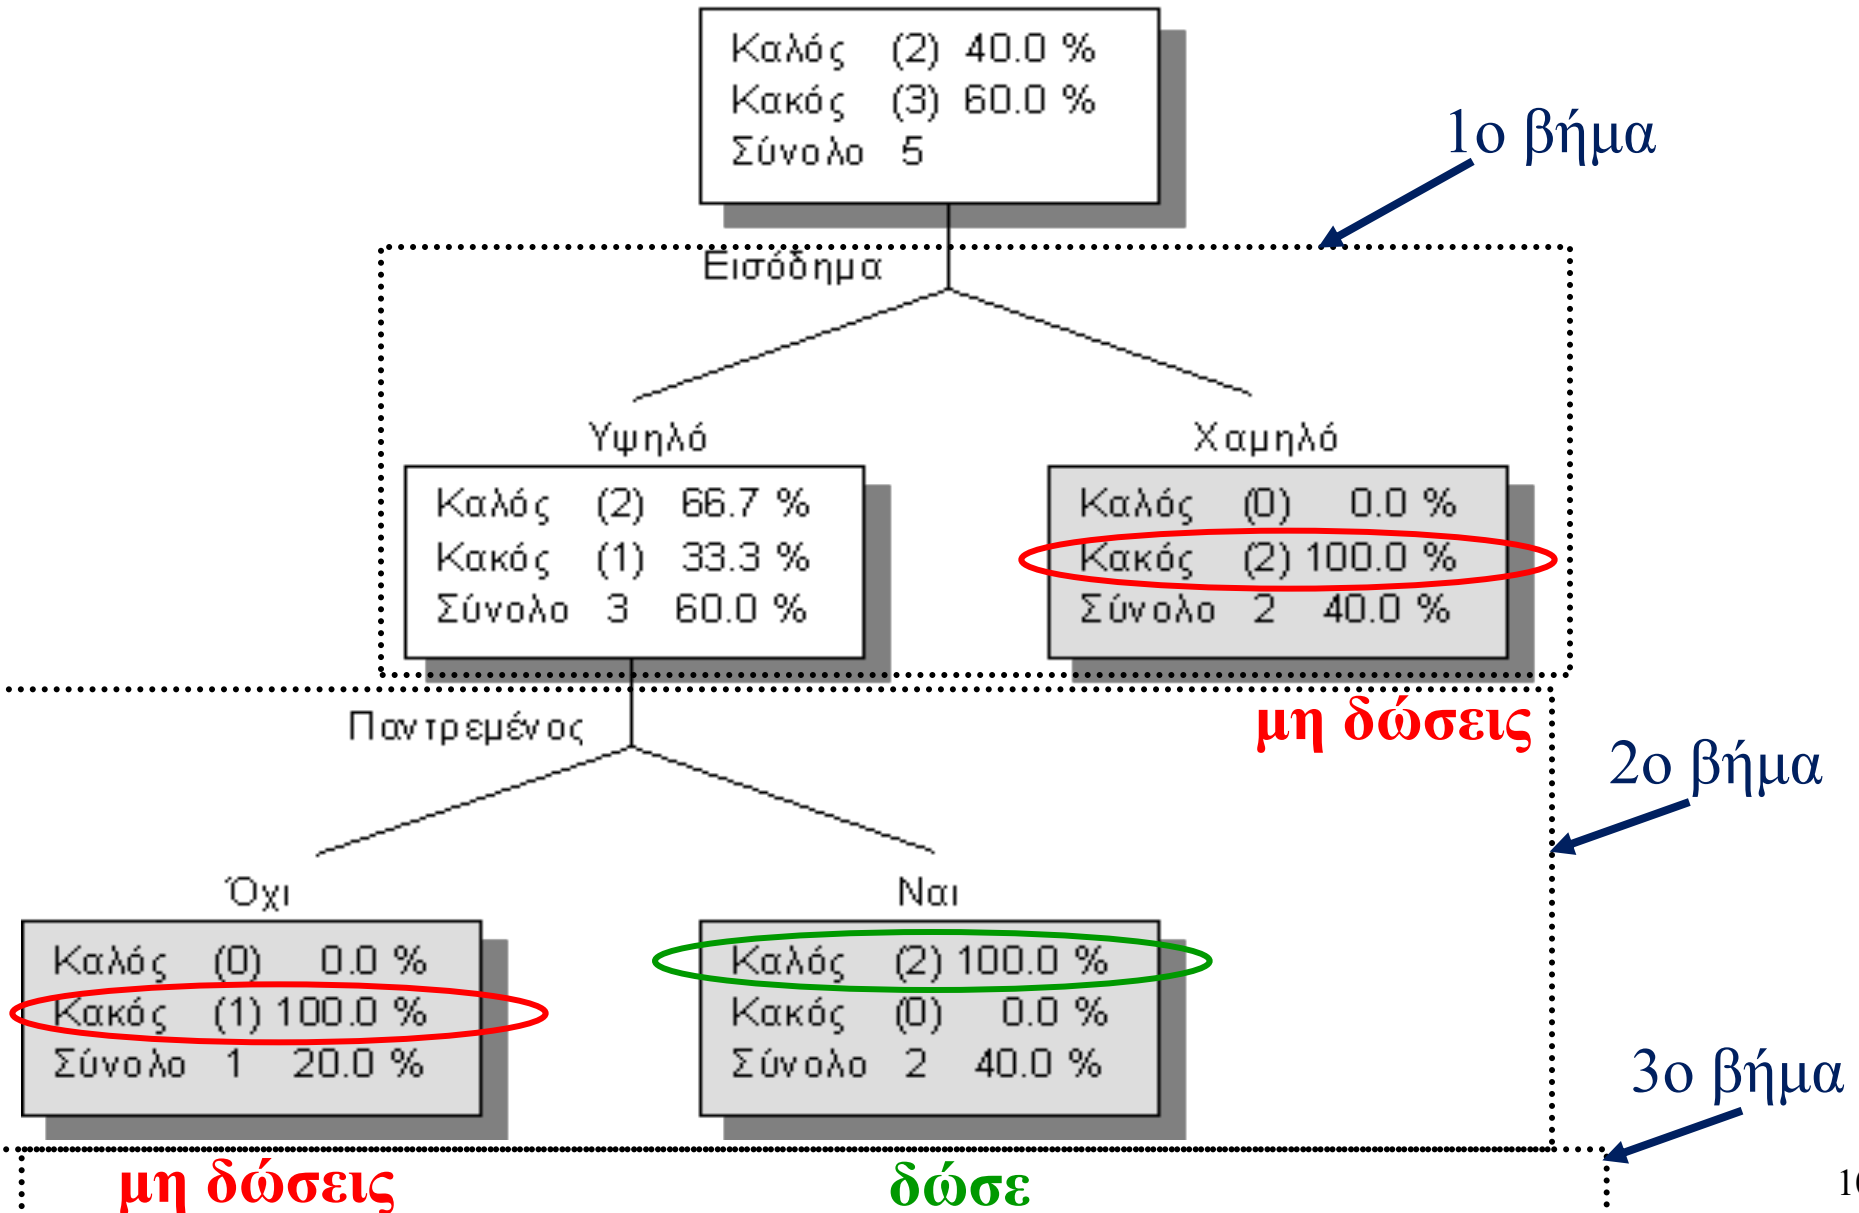 Καλός (2) 40.0 %
Κακός (3) 60.0 %
Σύνολο 5
1ο βήμα
Εισόδημα
Υψηλό
Χαμηλό
Καλός (2) 66.7 %
Κακός (1) 33.3 %
Σύνολο 3 60.0 %
Καλός (0) 0.0 %
Κακός (2) 100.0 %
Σύνολο 2 40.0 %
μη δώσεις
Παντρεμένος
2ο βήμα
Όχι
Ναι
Καλός (0) 0.0 %
Κακός (1) 100.0 %
Σύνολο 1 20.0 %
Καλός (2) 100.0 %
Κακός (0) 0.0 %
Σύνολο 2 40.0 %
3ο βήμα
μη δώσεις
δώσε